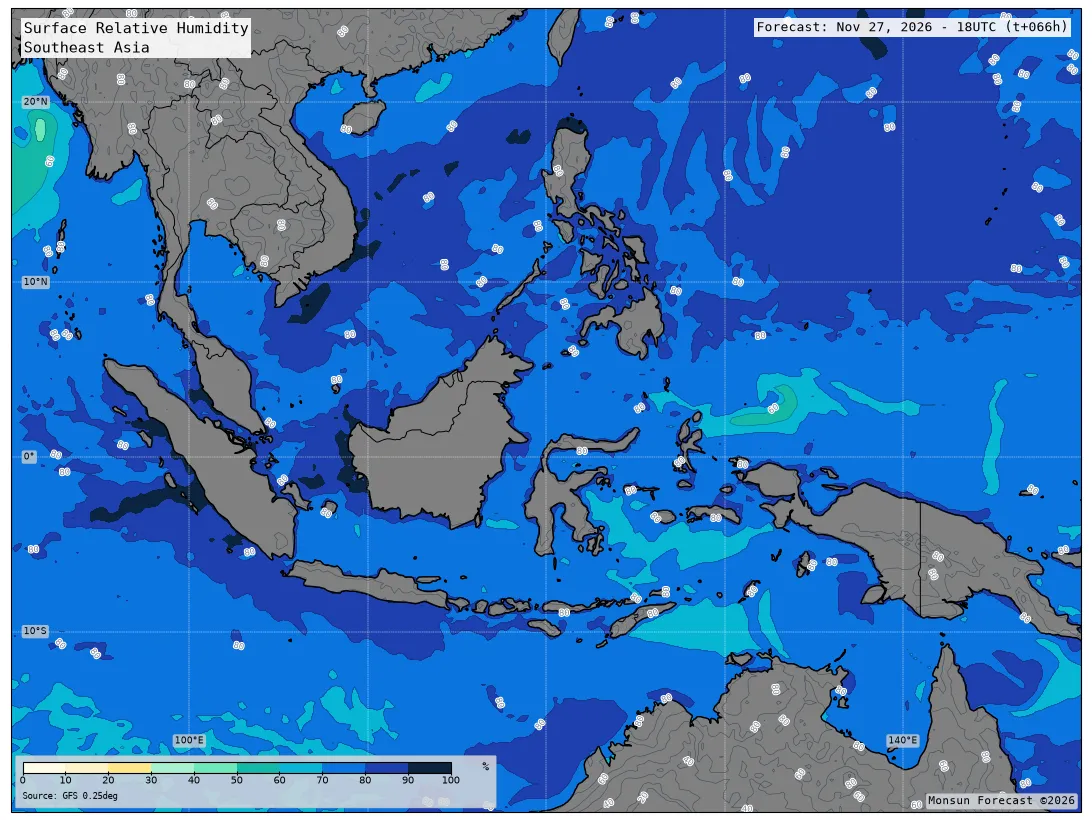 Surface Relative Humidity
Southeast Asia
Forecast: Nov 27, 2026 - 18UTC (t+066h)
20°N
10°N
0°
10°S
100°E
140°E
0 10 20 30 40 50 60 70 80 90 100
%
Source: GFS 0.25deg
Monsun Forecast ©2026